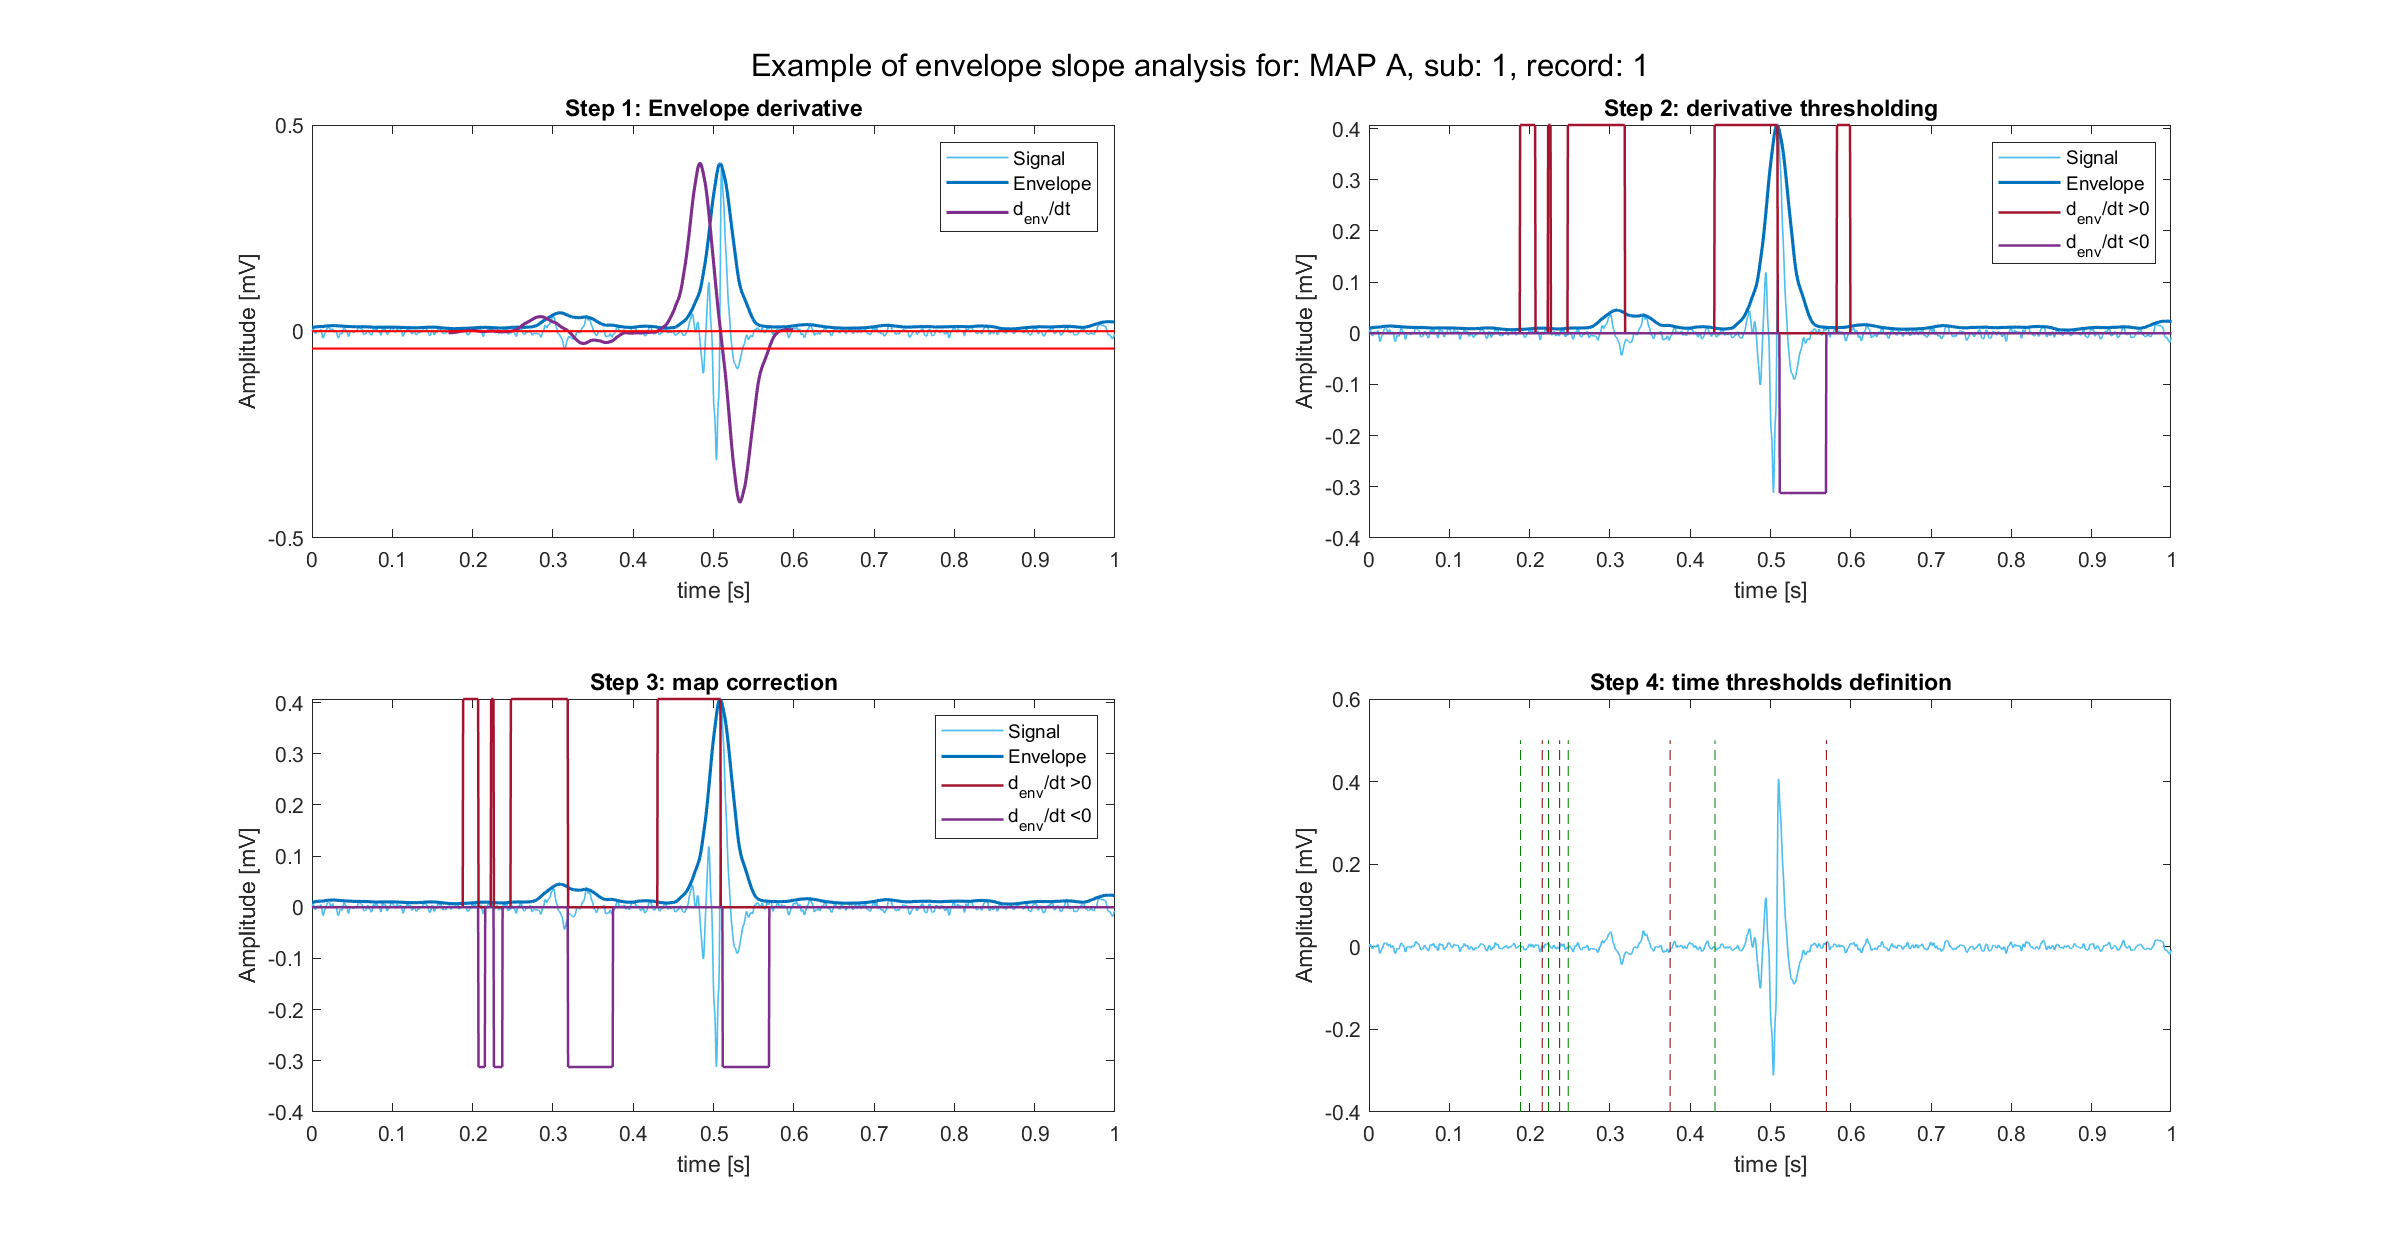 Example of envelope slope analysis for: MAP A, sub: 1, record: 1
Step 1: Envelope derivative
0.5
0
-0.5
Amplitude [mV]
Signal
Envelope
d_env/dt
0 0.1 0.2 0.3 0.4 0.5 0.6 0.7 0.8 0.9 1
time [s]
Step 2: derivative thresholding
0.4
0.3
0.2
0.1
0
-0.1
-0.2
-0.3
-0.4
Amplitude [mV]
Signal
Envelope
d_env/dt >0
d_env/dt <0
0 0.1 0.2 0.3 0.4 0.5 0.6 0.7 0.8 0.9 1
time [s]
Step 3: map correction
0.4
0.3
0.2
0.1
0
-0.1
-0.2
-0.3
-0.4
Amplitude [mV]
Signal
Envelope
d_env/dt >0
d_env/dt <0
0 0.1 0.2 0.3 0.4 0.5 0.6 0.7 0.8 0.9 1
time [s]
Step 4: time thresholds definition
0.6
0.4
0.2
0
-0.2
-0.4
Amplitude [mV]
0 0.1 0.2 0.3 0.4 0.5 0.6 0.7 0.8 0.9 1
time [s]